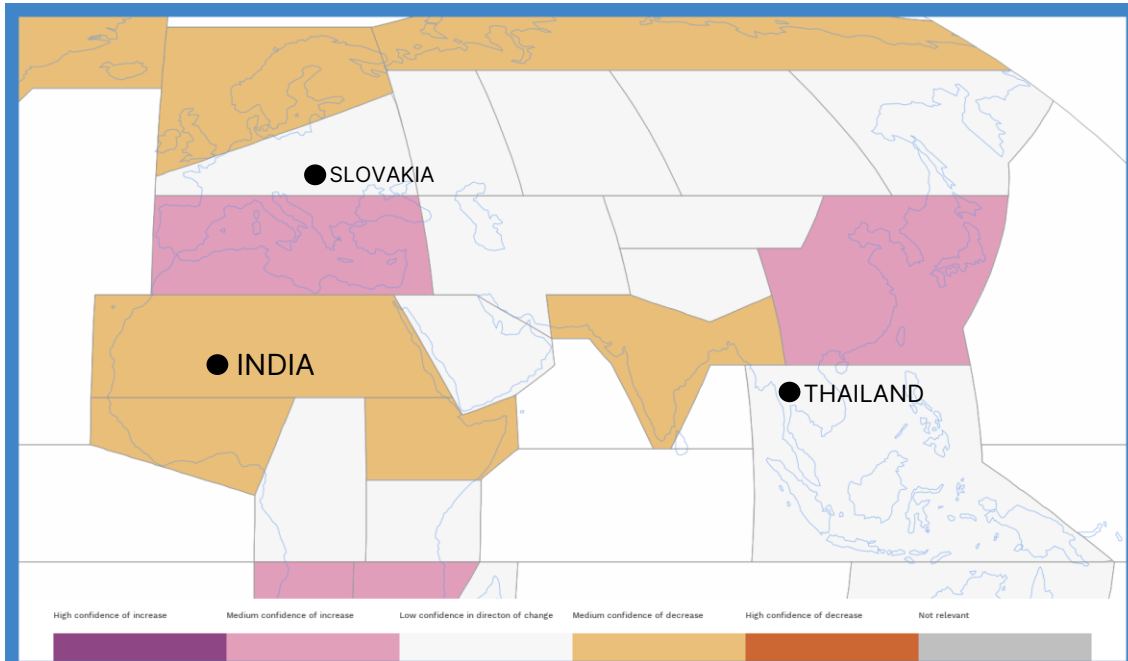 SLOVAKIA
INDIA
THAILAND
High confidence of increase
Medium confidence of increase
Low confidence in directon of change
Medium confidence of decrease
High confidence of decrease
Not relevant